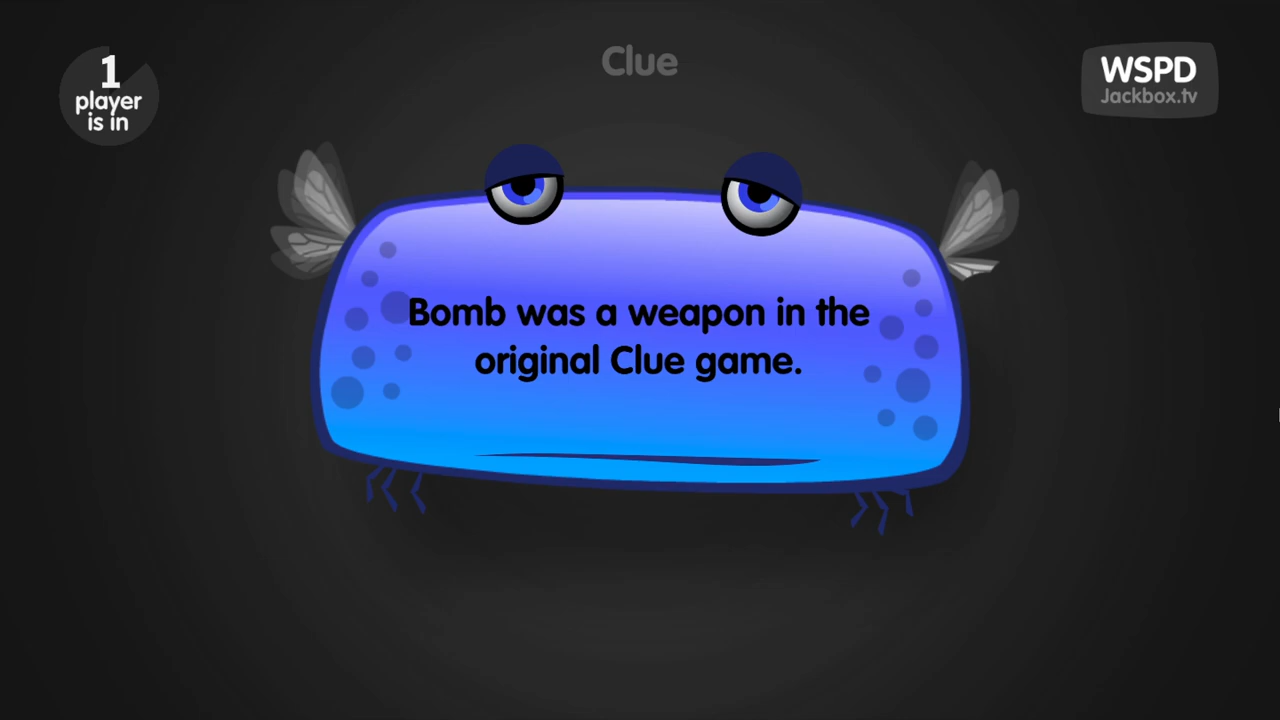 Clue
1
player
is in
WSPD
Jackbox.tv
Bomb was a weapon in the
original Clue game.